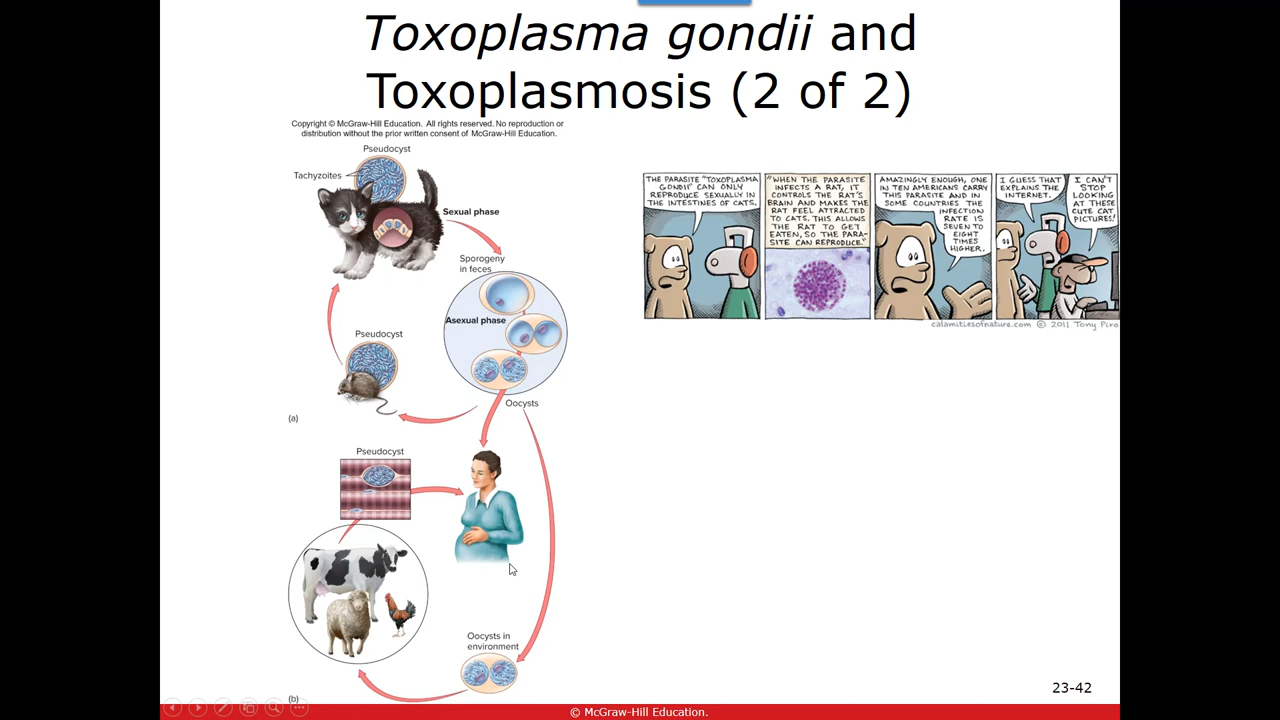 Toxoplasma gondii and
Toxoplasmosis (2 of 2)
Copyright © McGraw-Hill Education. All rights reserved. No reproduction or
distribution without the prior written consent of McGraw-Hill Education.
Pseudocyst
Tachyzoites
Sexual phase
Sporogeny
in feces
Asexual phase
Pseudocyst
Oocysts
(a)
Pseudocyst
Oocysts in
environment
(b)
THE PARASITE "TOXOPLASMA
GONDII" CAN ONLY
REPRODUCE SEXUALLY IN
THE INTESTINES OF CATS.
"WHEN THE PARASITE
INFECTS A RAT, IT
CONTROLS THE RAT'S
BRAIN AND MAKES THE
RAT FEEL ATTRACTED
TO CATS. THIS ALLOWS
THE RAT TO GET
EATEN, SO THE PARA-
SITE CAN REPRODUCE."
AMAZINGLY ENOUGH, ONE
IN TEN AMERICANS CARRY
THIS PARASITE AND IN
SOME COUNTRIES THE
INFECTION
RATE IS
SEVEN TO
EIGHT
TIMES
HIGHER.
I GUESS THAT
EXPLAINS THE
INTERNET.
I CAN'T
STOP
LOOKING
AT THESE
CUTE CAT
PICTURES!
calamitiesofnature.com © 2011 Tony Piro
23-42
© McGraw-Hill Education.